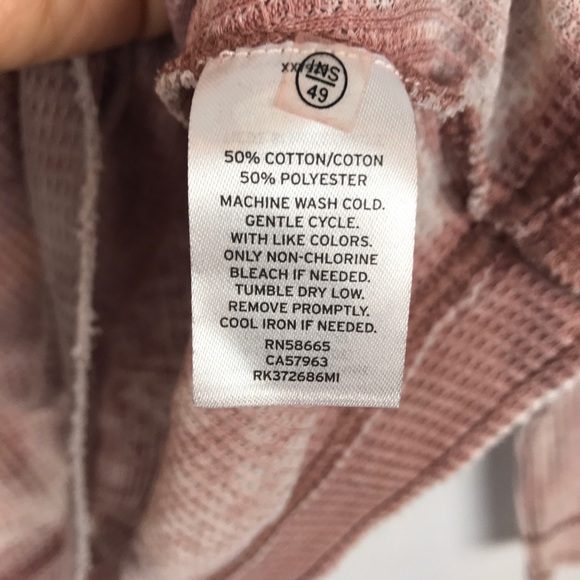 INS
49
50% COTTON/COTON
50% POLYESTER
MACHINE WASH COLD.
GENTLE CYCLE.
WITH LIKE COLORS.
ONLY NON-CHLORINE
BLEACH IF NEEDED.
TUMBLE DRY LOW.
REMOVE PROMPTLY.
COOL IRON IF NEEDED.
RN58665
CA57963
RK372686MI